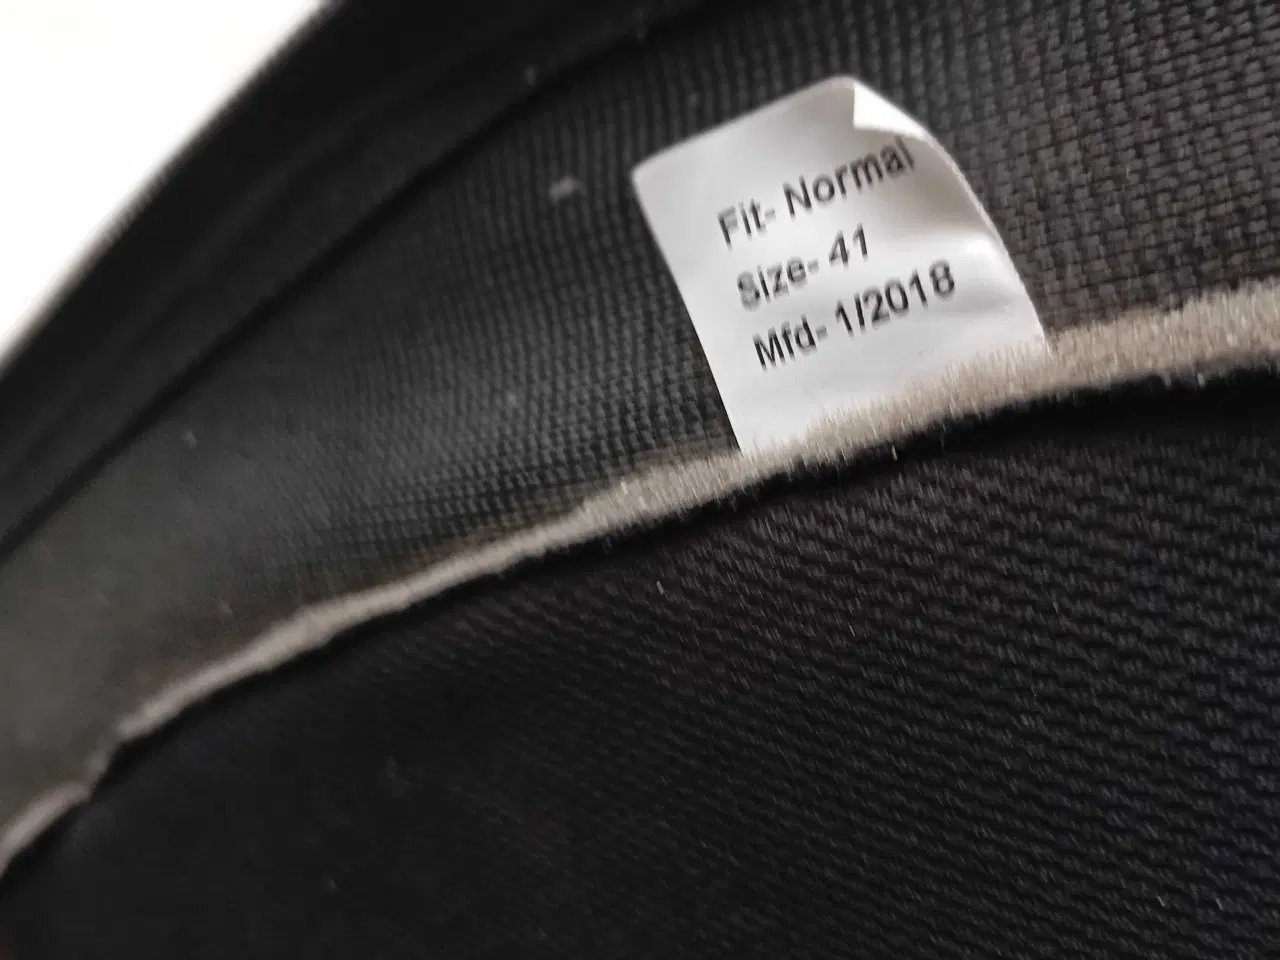 Fit- Normal
Size- 41
Mfd- 1/2018